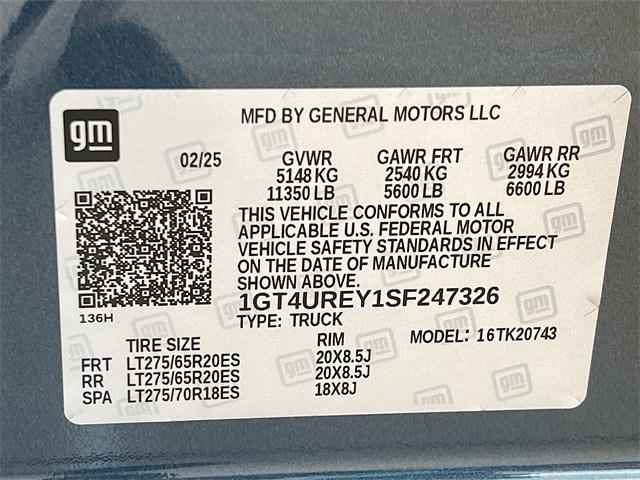 gm
MFD BY GENERAL MOTORS LLC
02/25
GVWR GAWR FRT GAWR RR
5148 KG 2540 KG 2994 KG
11350 LB 5600 LB 6600 LB
THIS VEHICLE CONFORMS TO ALL
APPLICABLE U.S. FEDERAL MOTOR
VEHICLE SAFETY STANDARDS IN EFFECT
ON THE DATE OF MANUFACTURE
SHOWN ABOVE.
136H
1GT4UREY1SF247326
TYPE: TRUCK
TIRE SIZE RIM MODEL: 16TK20743
FRT LT275/65R20ES 20X8.5J
RR LT275/65R20ES 20X8.5J
SPA LT275/70R18ES 18X8J